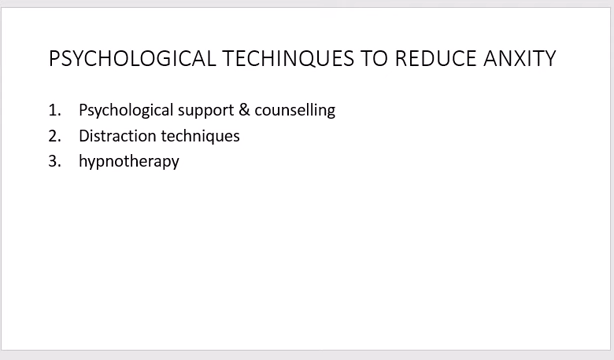 PSYCHOLOGICAL TECHINQUES TO REDUCE ANXITY
1. Psychological support & counselling
2. Distraction techniques
3. hypnotherapy